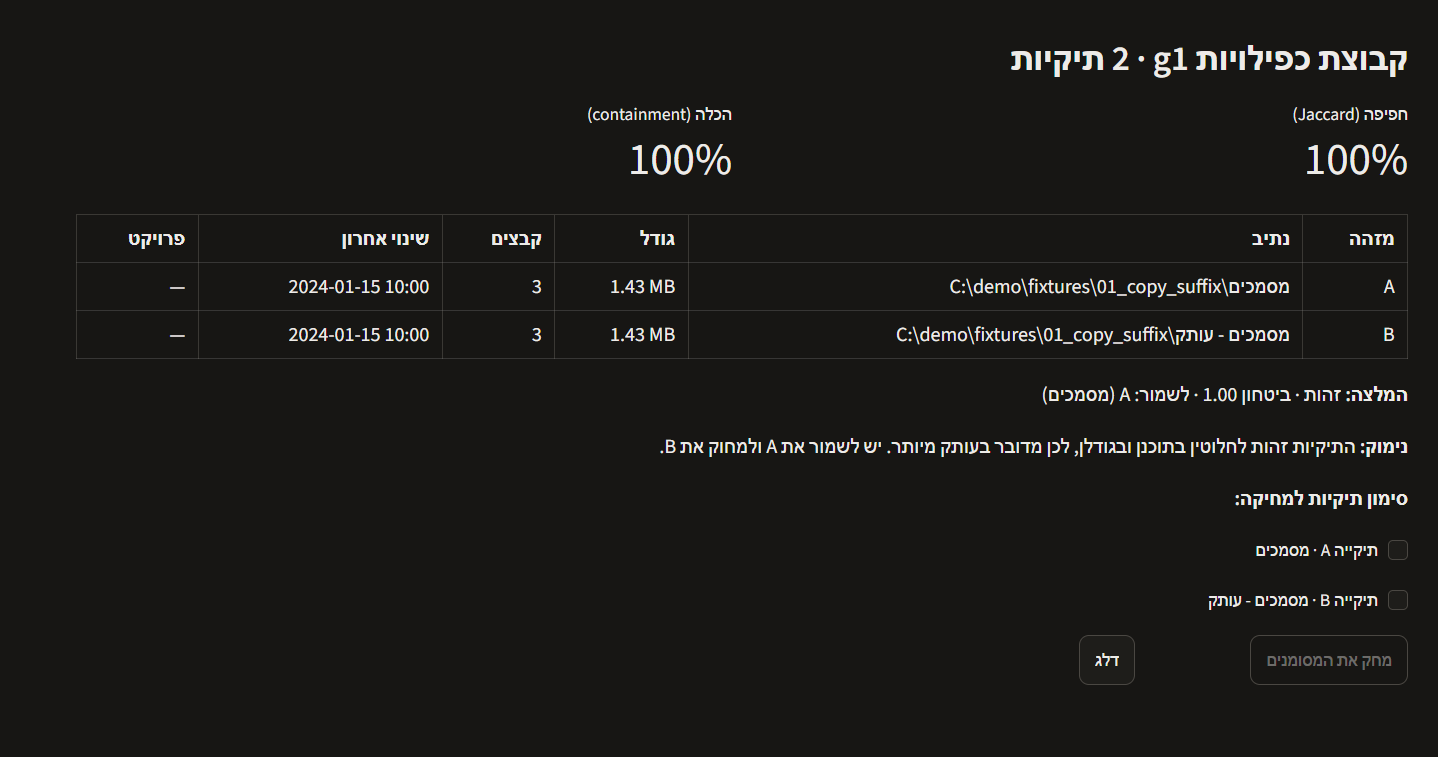 קבוצת כפילויות g1 · 2 תיקיות
חפיפה (Jaccard) הכלה (containment)
100% 100%
מזהה נתיב גודל קבצים שינוי אחרון פרויקט
A C:\demo\fixtures\01_copy_suffix\מסמכים 1.43 MB 3 2024-01-15 10:00 —
B C:\demo\fixtures\01_copy_suffix\מסמכים - עותק 1.43 MB 3 2024-01-15 10:00 —
המלצה: זהות · ביטחון 1.00 · לשמור: A (מסמכים)
נימוק: התיקיות זהות לחלוטין בתוכנן ובגודלן, לכן מדובר בעותק מיותר. יש לשמור את A ולמחוק את B.
סימון תיקיות למחיקה:
תיקייה A · מסמכים
תיקייה B · מסמכים - עותק
מחק את המסומנים דלג